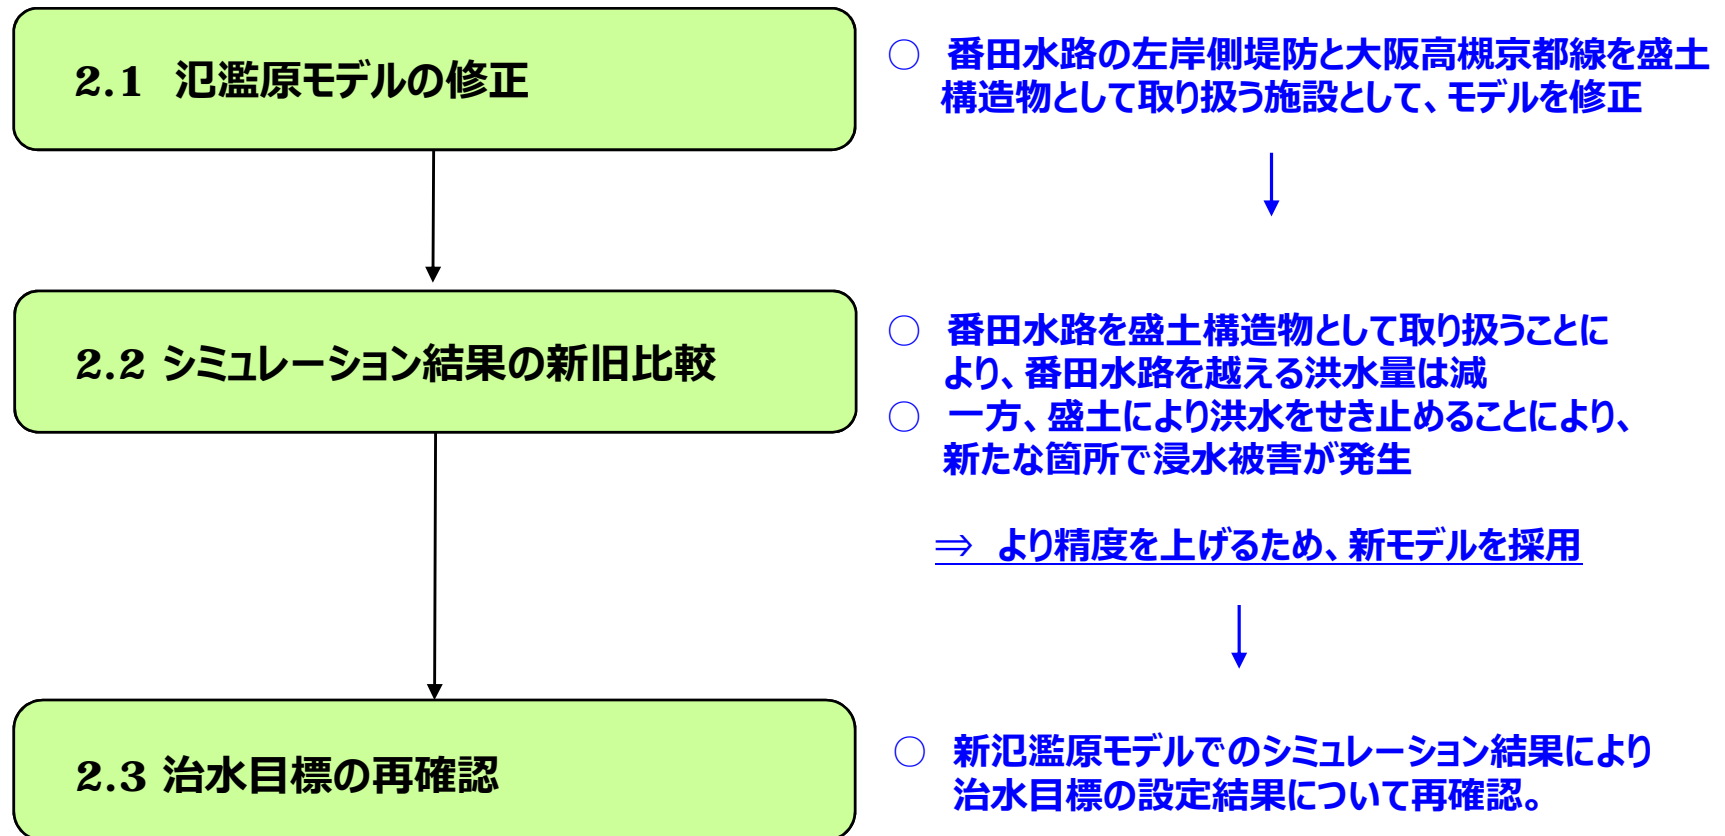 2.1 氾濫原モデルの修正
○ 番田水路の左岸側堤防と大阪高槻京都線を盛土
構造物として取り扱う施設として、モデルを修正
2.2 シミュレーション結果の新旧比較
○ 番田水路を盛土構造物として取り扱うことに
より、番田水路を越える洪水量は減
○ 一方、盛土により洪水をせき止めることにより、
新たな箇所で浸水被害が発生
⇒ より精度を上げるため、新モデルを採用
2.3 治水目標の再確認
○ 新氾濫原モデルでのシミュレーション結果により
治水目標の設定結果について再確認。